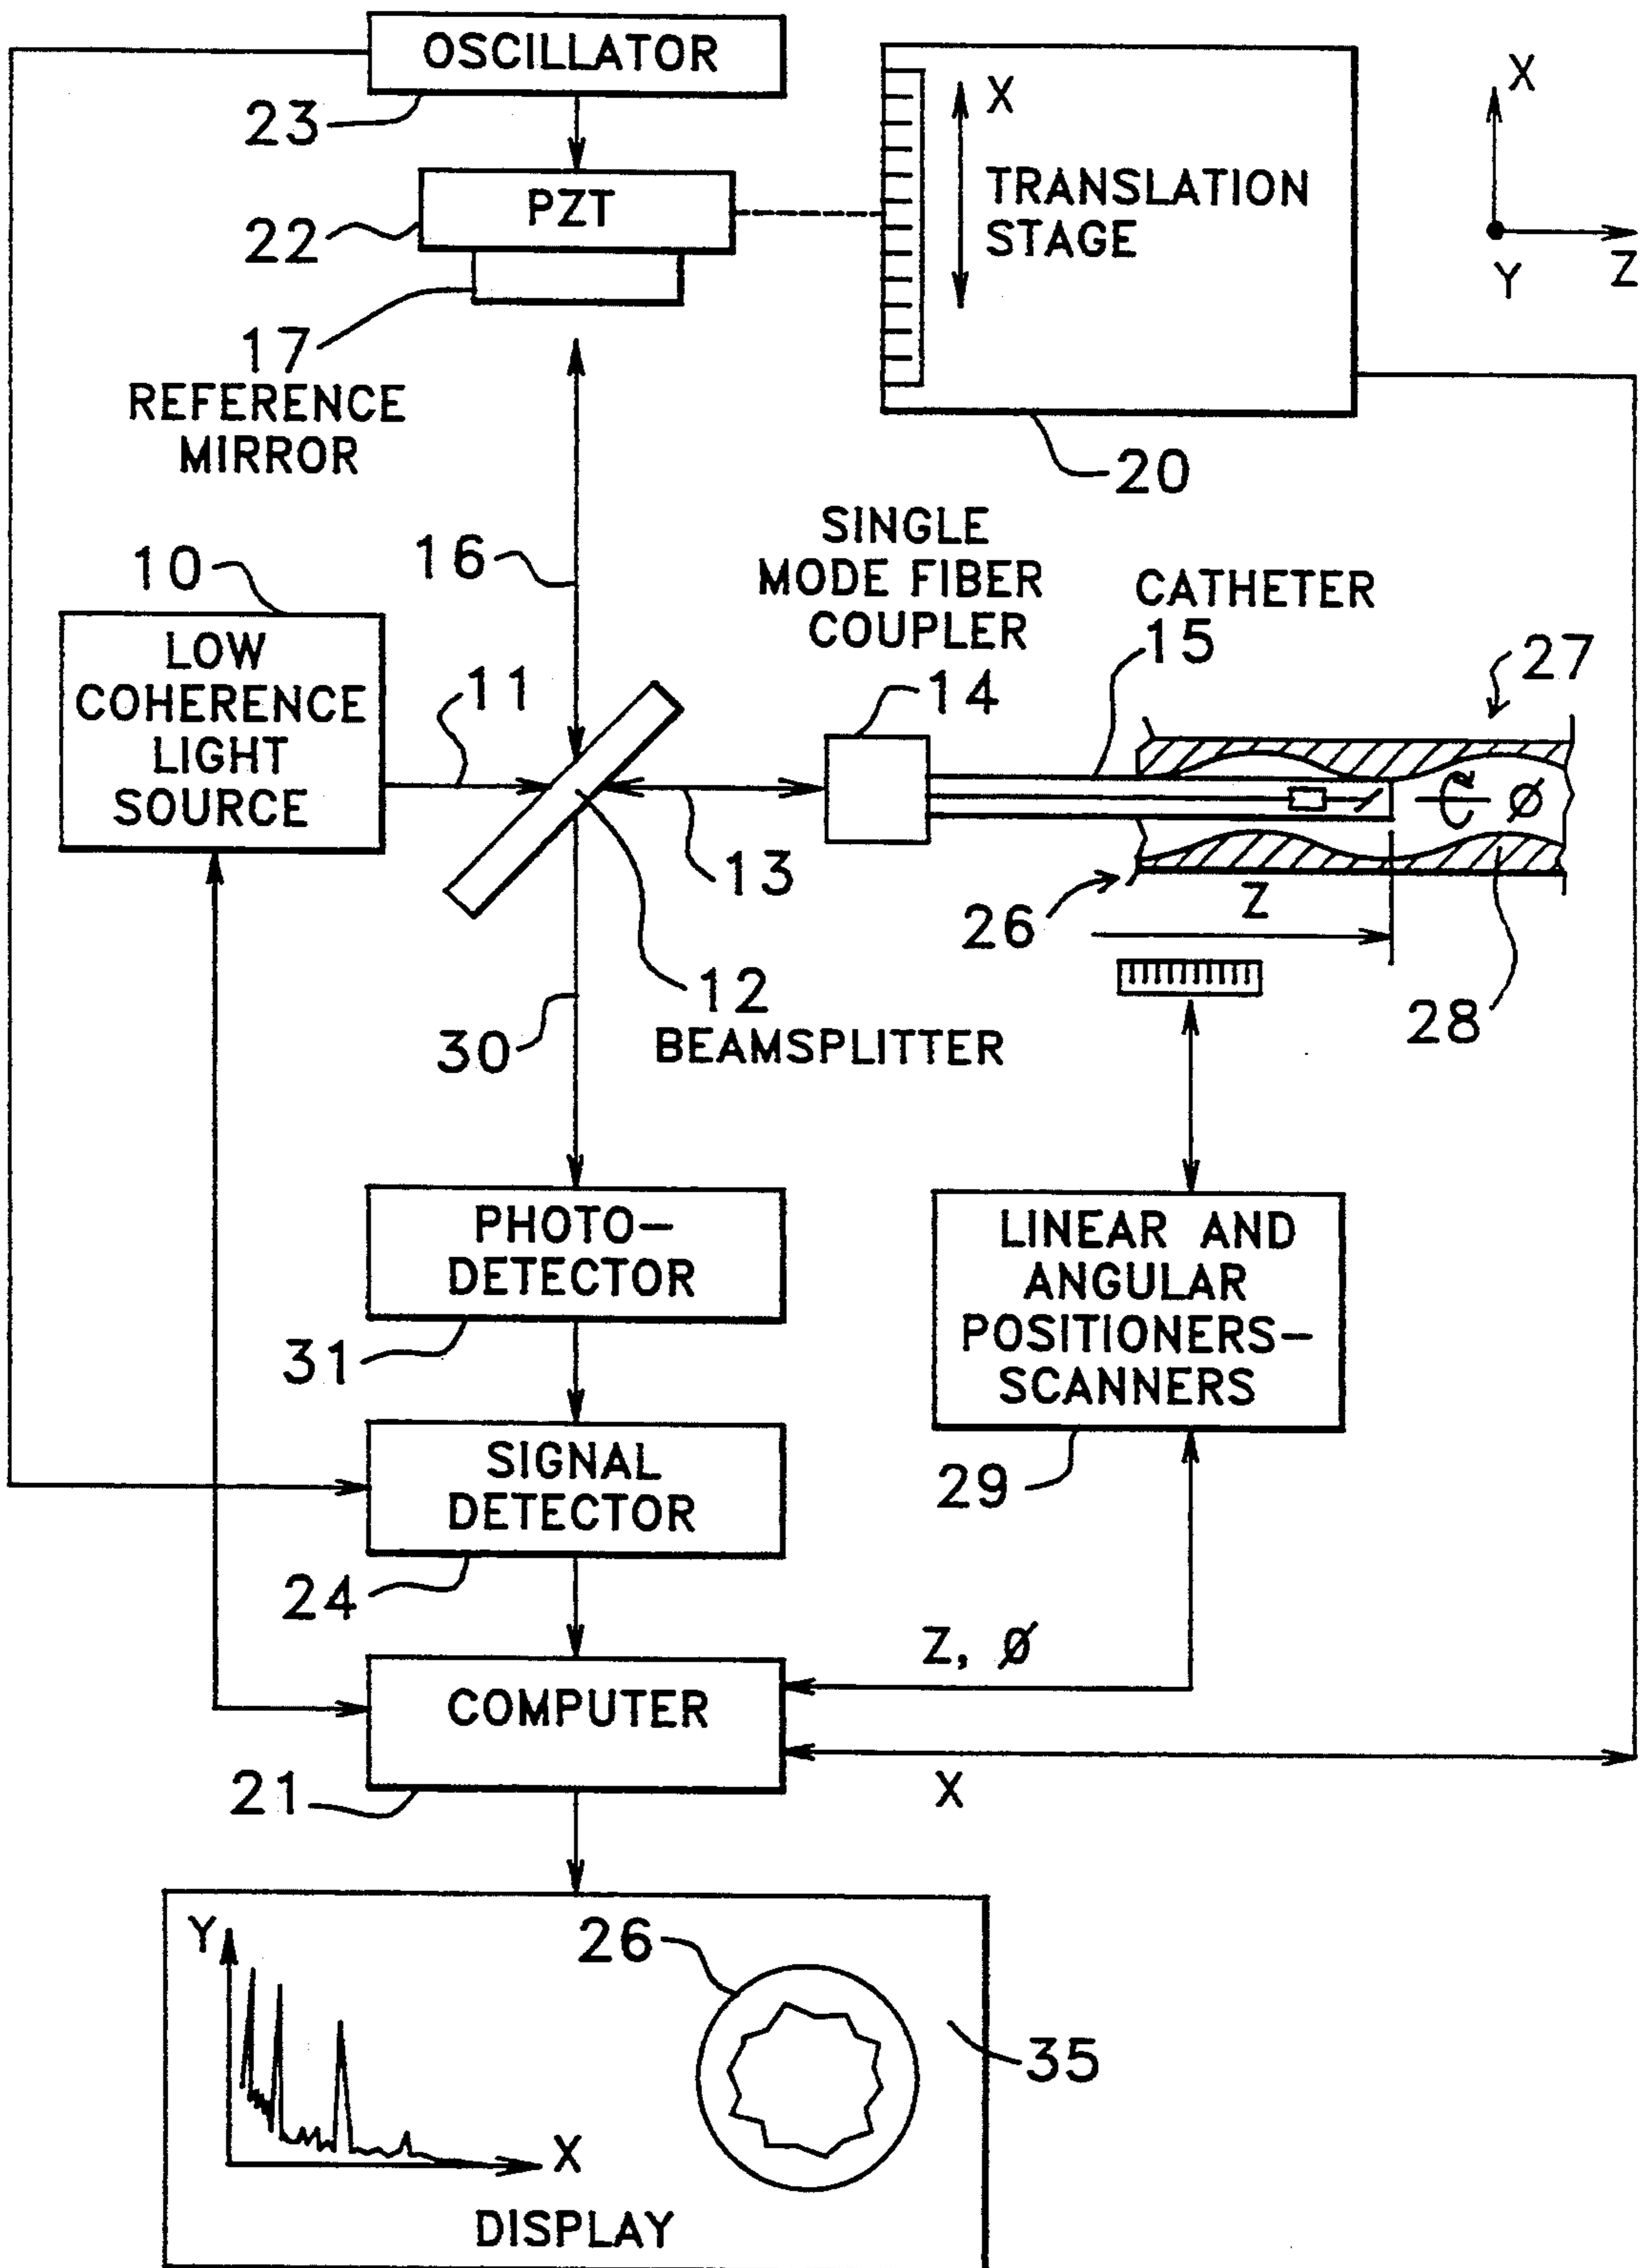 OSCILLATOR
23
PZT
22
X
TRANSLATION
STAGE
X
Y
Z
17
REFERENCE
MIRROR
20
16
SINGLE
MODE FIBER
COUPLER
10
LOW
COHERENCE
LIGHT
SOURCE
11
14
CATHETER
15
27
Ø
13
26
Z
12
BEAMSPLITTER
28
30
PHOTO-
DETECTOR
31
LINEAR AND
ANGULAR
POSITIONERS-
SCANNERS
29
SIGNAL
DETECTOR
24
Z, Ø
COMPUTER
21
X
Y
26
35
X
DISPLAY